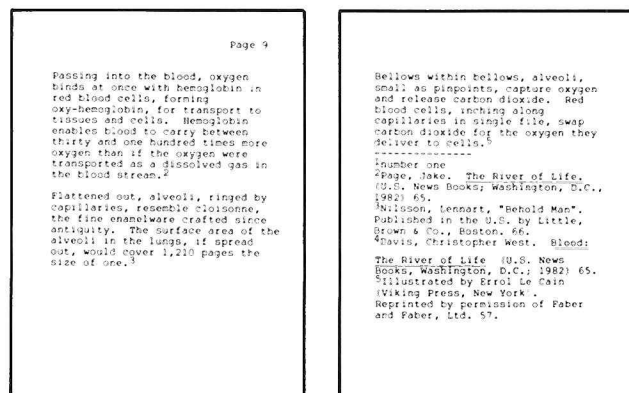 Page 9
Passing into the blood, oxygen
binds at once with hemoglobin in
red blood cells, forming
oxy-hemoglobin, for transport to
tissues and cells. Hemoglobin
enables blood to carry between
thirty and one hundred times more
oxygen than if the oxygen were
transported as a dissolved gas in
the blood stream.2
Flattened out, alveoli, ringed by
capillaries, resemble cloisonne,
the fine enamelware crafted since
antiquity. The surface area of the
alveoli in the lungs, if spread
out, would cover 1,210 pages the
size of one.3
Bellows within bellows, alveoli,
small as pinpoints, capture oxygen
and release carbon dioxide. Red
blood cells, inching along
capillaries in single file, swap
carbon dioxide for the oxygen they
deliver to cells.5
--------------
1number one
2Page, Jake. The River of Life.
(U.S. News Books; Washington, D.C.,
1982) 65.
3Nilsson, Lennart, "Behold Man".
Published in the U.S. by Little,
Brown & Co., Boston. 66.
4Davis, Christopher West. Blood:
The River of Life (U.S. News
Books, Washington, D.C.; 1982) 65.
5Illustrated by Errol Le Cain
(Viking Press, New York).
Reprinted by permission of Faber
and Faber, Ltd. 57.